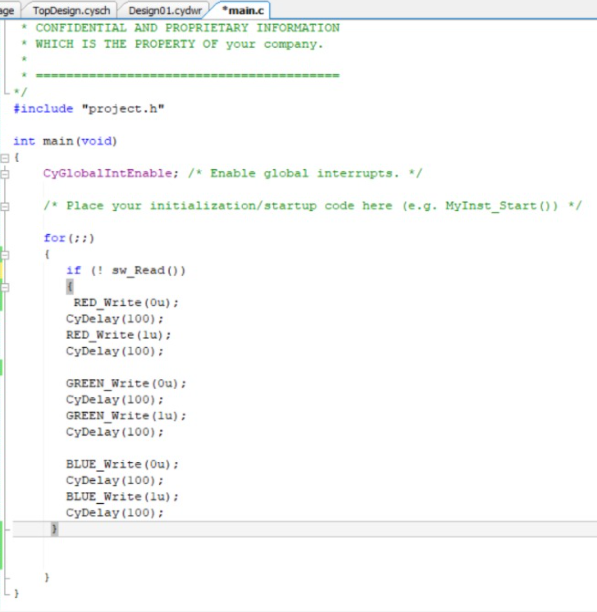 age TopDesign.cysch Design01.cydwr *main.c
* CONFIDENTIAL AND PROPRIETARY INFORMATION
* WHICH IS THE PROPERTY OF your company.
*
* ========================================
*/
#include "project.h"
int main(void)
{
CyGlobalIntEnable; /* Enable global interrupts. */
/* Place your initialization/startup code here (e.g. MyInst_Start()) */
for(;;)
{
if (! sw_Read())
{
RED_Write(0u);
CyDelay(100);
RED_Write(1u);
CyDelay(100);
GREEN_Write(0u);
CyDelay(100);
GREEN_Write(1u);
CyDelay(100);
BLUE_Write(0u);
CyDelay(100);
BLUE_Write(1u);
CyDelay(100);
}
}
}